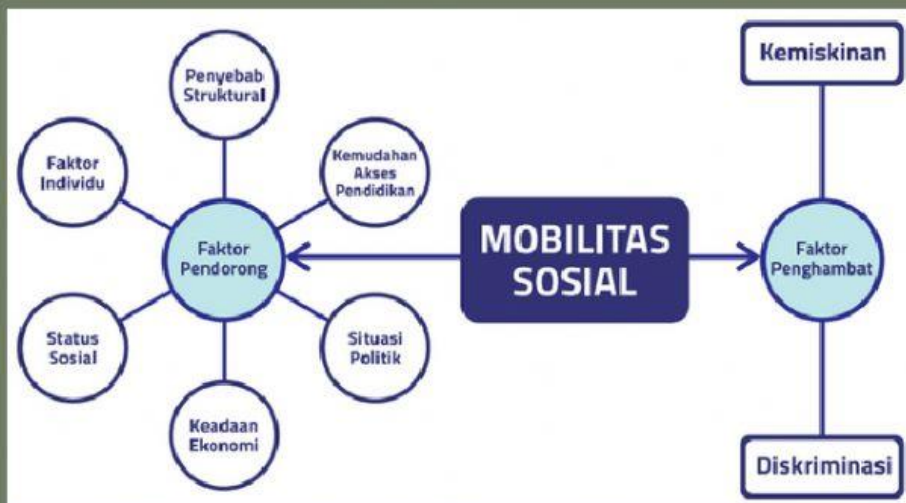 Penyebab
Struktural
Faktor
Individu
Kemudahan
Akses
Pendidikan
Faktor
Pendorong
Status
Sosial
Situasi
Politik
Keadaan
Ekonomi
MOBILITAS
SOSIAL
Kemiskinan
Faktor
Penghambat
Diskriminasi